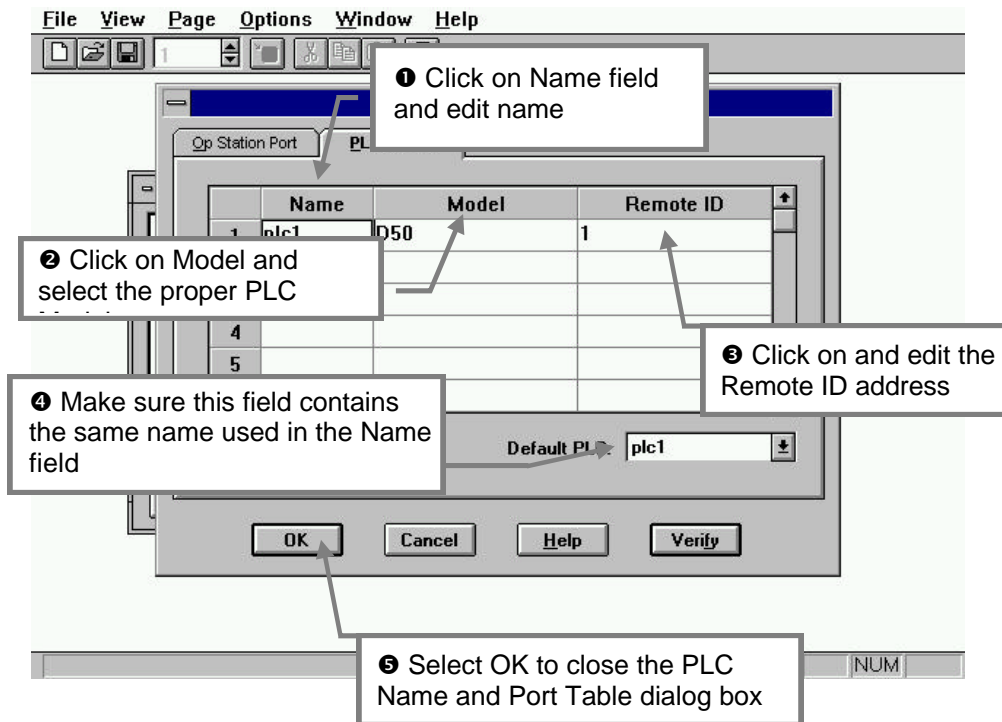 File View Page Options Window Help
1
❶ Click on Name field
and edit name
Op Station Port
Name Model Remote ID
1 plc1 D50 1
❷ Click on Model and
select the proper PLC
4
5
❸ Click on and edit the
Remote ID address
❹ Make sure this field contains
the same name used in the Name
field
Default plc1
OK Cancel Help Verify
❺ Select OK to close the PLC
Name and Port Table dialog box
NUM